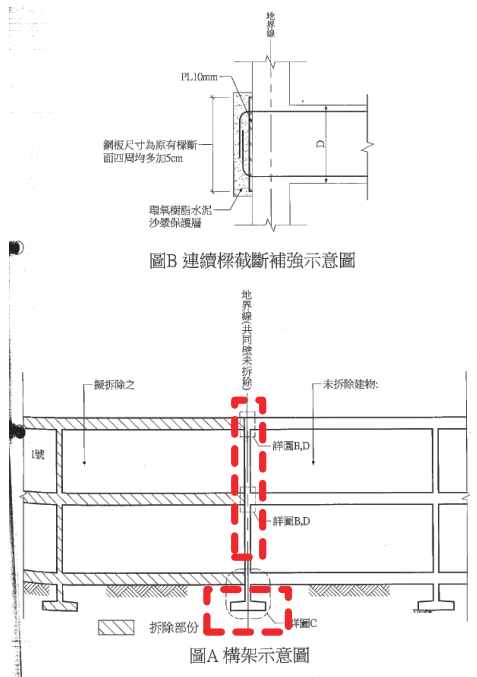 地界線
PL10mm
鋼板尺寸為原有樑斷
面四周均多加5cm
D
環氧樹脂水泥
沙漿保護層
圖B 連續樑截斷補強示意圖
地界線(共同壁未拆除)
擬拆除之
未拆除建物:
1號
詳圖B,D
詳圖B,D
詳圖C
拆除部份
圖A 構架示意圖